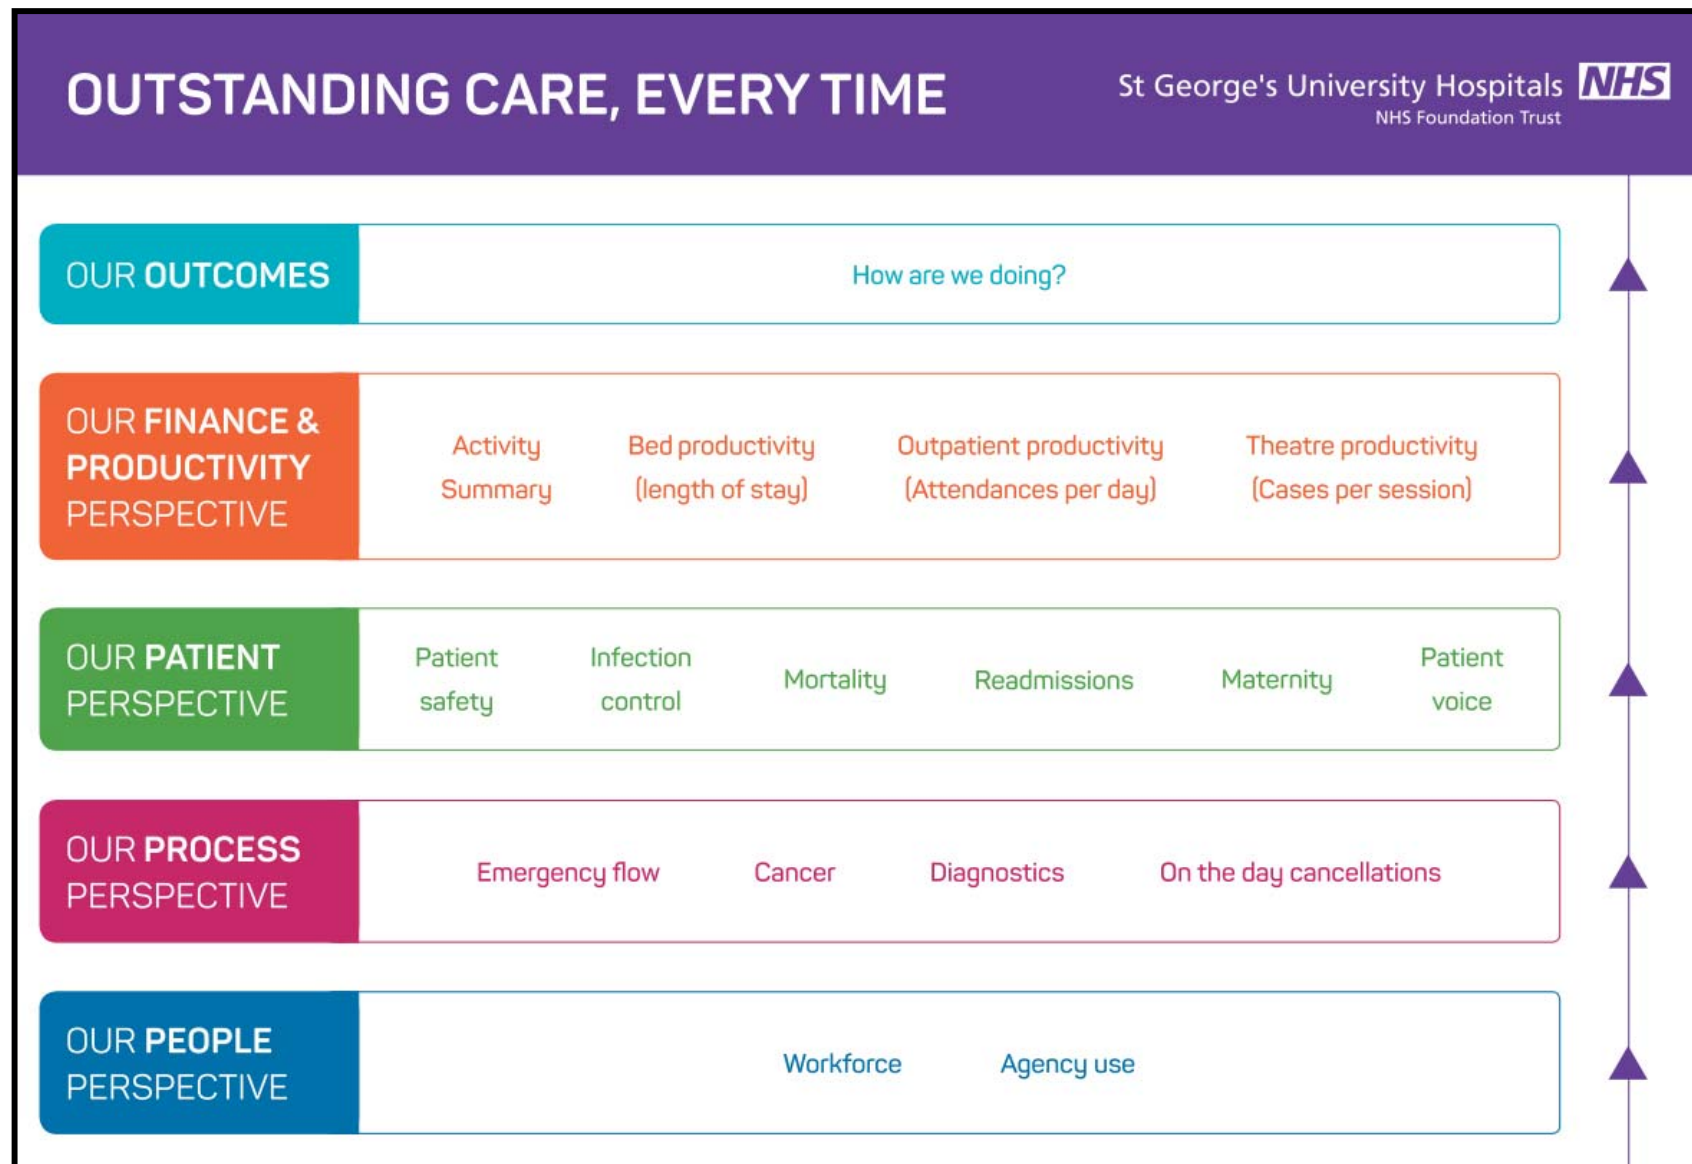 OUTSTANDING CARE, EVERY TIME
St George's University Hospitals NHS
NHS Foundation Trust
OUR OUTCOMES
How are we doing?
OUR FINANCE &
PRODUCTIVITY
PERSPECTIVE
Activity
Summary
Bed productivity
(length of stay)
Outpatient productivity
(Attendances per day)
Theatre productivity
(Cases per session)
OUR PATIENT
PERSPECTIVE
Patient
safety
Infection
control
Mortality
Readmissions
Maternity
Patient
voice
OUR PROCESS
PERSPECTIVE
Emergency flow
Cancer
Diagnostics
On the day cancellations
OUR PEOPLE
PERSPECTIVE
Workforce
Agency use